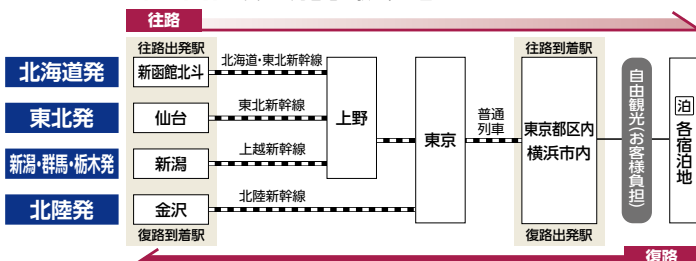 往路
往路出発駅
往路到着駅
北海道発
新函館北斗
北海道・東北新幹線
東北発
仙台
東北新幹線
新潟・群馬・栃木発
新潟
上越新幹線
北陸発
金沢
北陸新幹線
上野
東京
普通
列車
東京都区内
横浜市内
自由観光(お客様負担)
泊 各宿泊地
復路到着駅
復路出発駅
復路